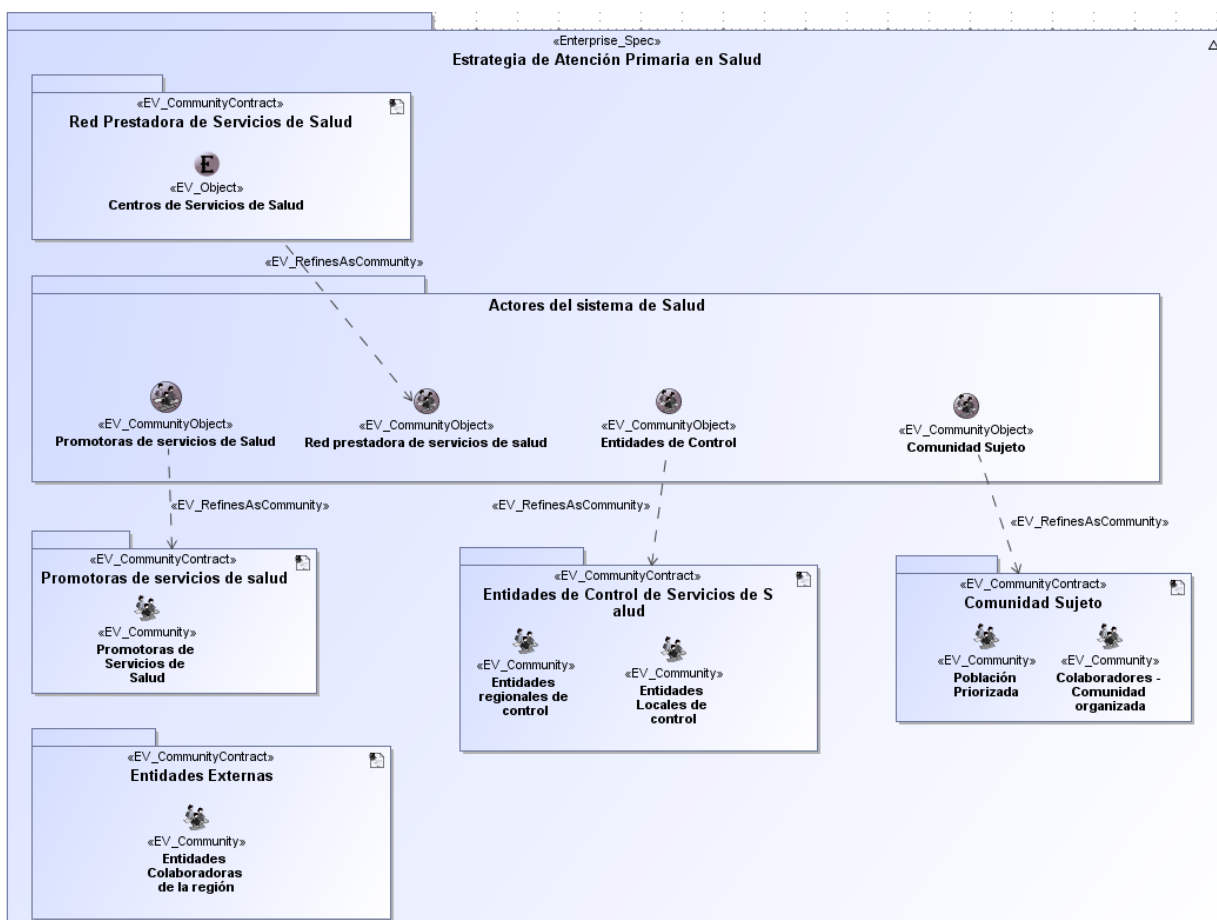 «Enterprise_Spec»
Estrategia de Atención Primaria en Salud
«EV_CommunityContract»
Red Prestadora de Servicios de Salud
«EV_Object»
Centros de Servicios de Salud
«EV_RefinesAsCommunity»
Actores del sistema de Salud
«EV_CommunityObject»
Promotoras de servicios de Salud
«EV_CommunityObject»
Red prestadora de servicios de salud
«EV_CommunityObject»
Entidades de Control
«EV_CommunityObject»
Comunidad Sujeto
«EV_RefinesAsCommunity»
«EV_RefinesAsCommunity»
«EV_RefinesAsCommunity»
«EV_CommunityContract»
Promotoras de servicios de salud
«EV_Community»
Promotoras de
Servicios de
Salud
«EV_CommunityContract»
Entidades de Control de Servicios de S
alud
«EV_Community»
Entidades
regionales de
control
«EV_Community»
Entidades
Locales de
control
«EV_CommunityContract»
Comunidad Sujeto
«EV_Community»
Población
Priorizada
«EV_Community»
Colaboradores -
Comunidad
organizada
«EV_CommunityContract»
Entidades Externas
«EV_Community»
Entidades
Colaboradoras
de la región